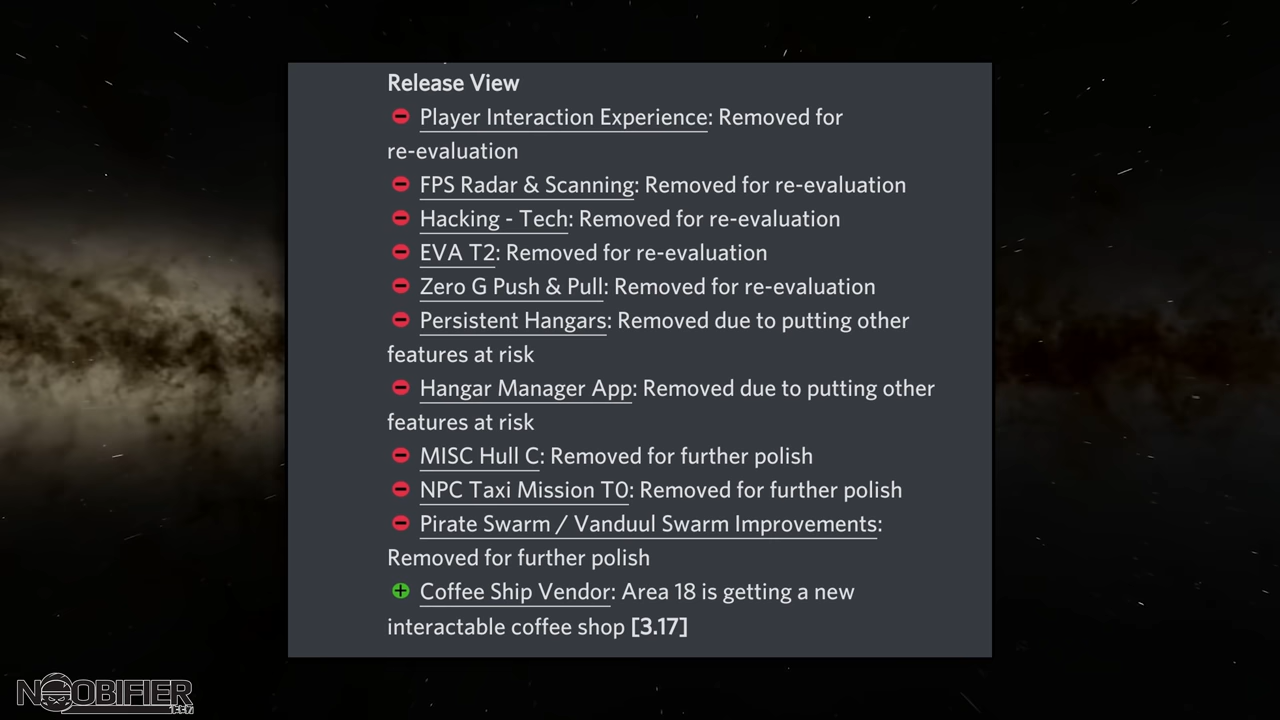 Release View
Player Interaction Experience: Removed for
re-evaluation
FPS Radar & Scanning: Removed for re-evaluation
Hacking - Tech: Removed for re-evaluation
EVA T2: Removed for re-evaluation
Zero G Push & Pull: Removed for re-evaluation
Persistent Hangars: Removed due to putting other
features at risk
Hangar Manager App: Removed due to putting other
features at risk
MISC Hull C: Removed for further polish
NPC Taxi Mission T0: Removed for further polish
Pirate Swarm / Vanduul Swarm Improvements:
Removed for further polish
Coffee Ship Vendor: Area 18 is getting a new
interactable coffee shop [3.17]
NOOBIFIER